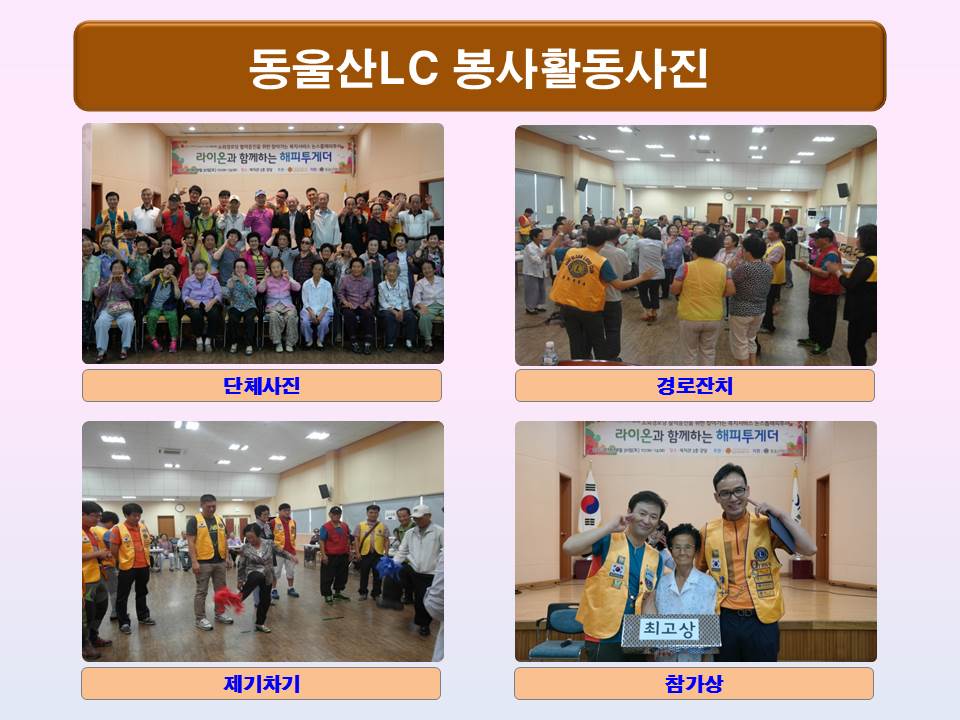 동울산LC 봉사활동사진
라이온과 함께하는 해피투게더
단체사진
경로잔치
라이온과 함께하는 해피투게더
최고상
제기차기
참가상